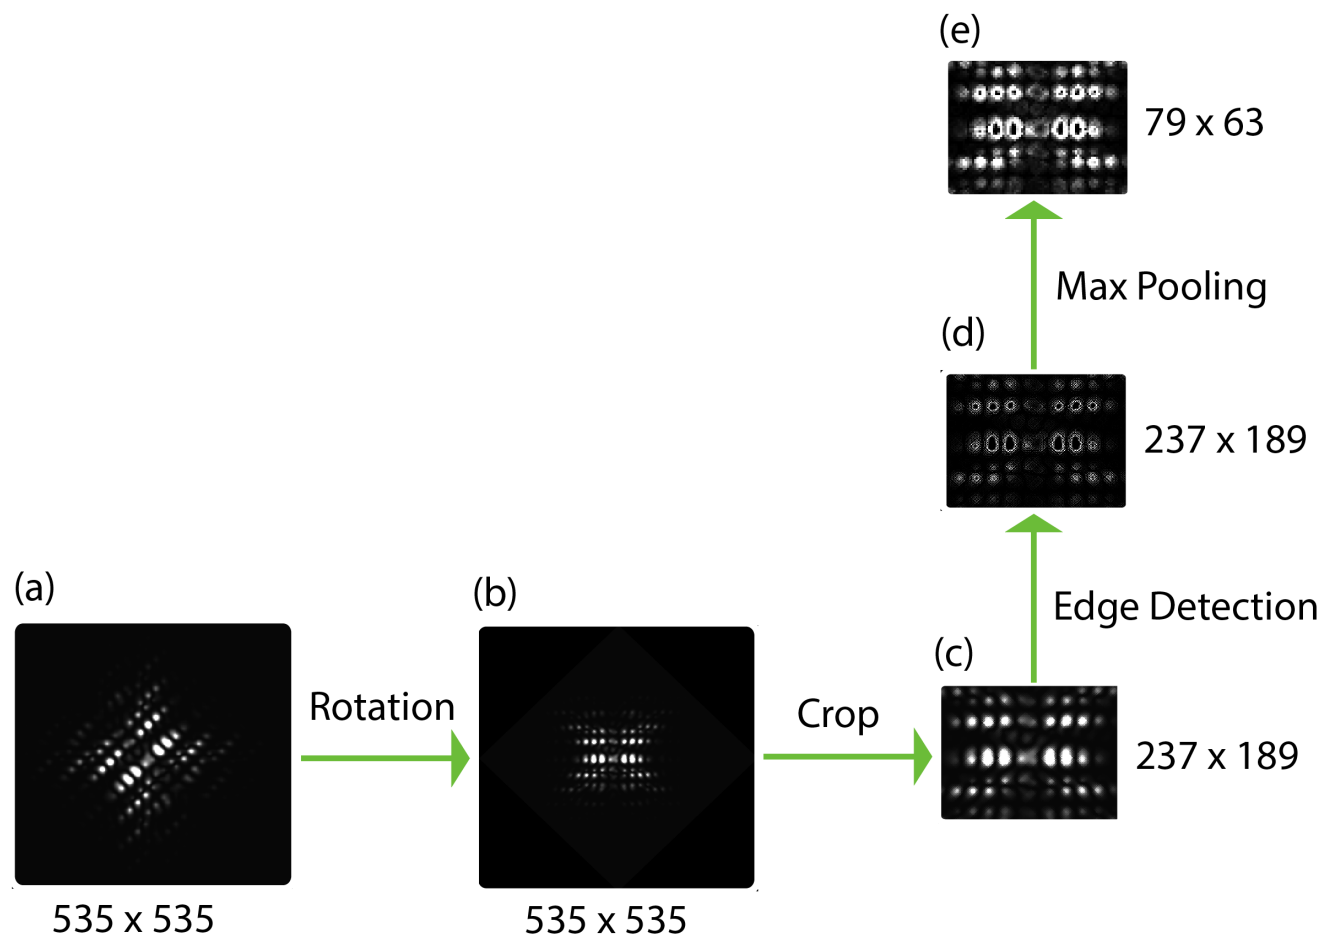 (e)
79 x 63
Max Pooling
(d)
237 x 189
Edge Detection
(a)
(b)
(c)
Rotation
Crop
237 x 189
535 x 535
535 x 535